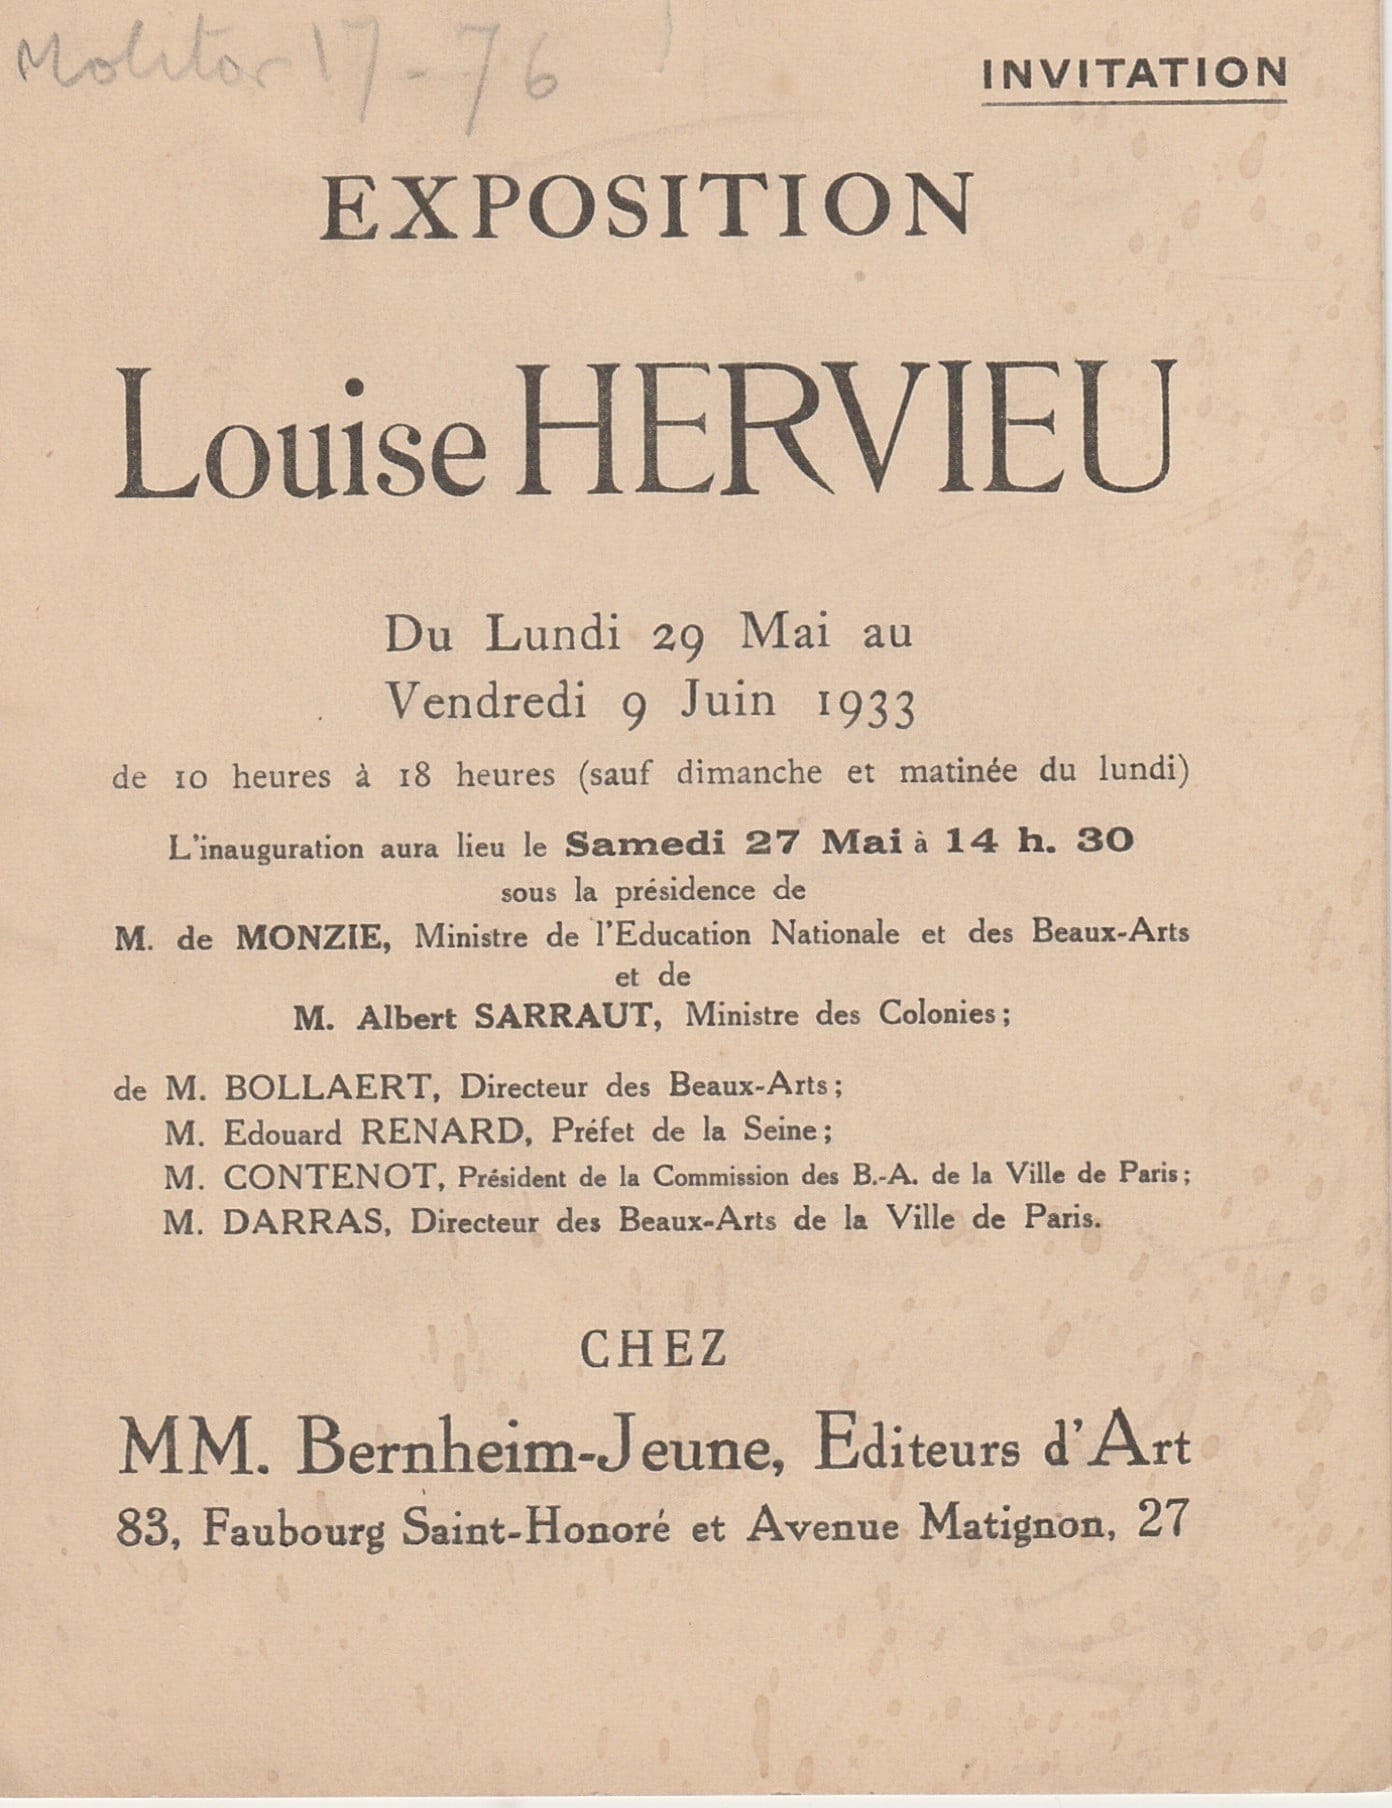 Molitor 17-76
INVITATION
EXPOSITION
Louise HERVIEU
Du Lundi 29 Mai au
Vendredi 9 Juin 1933
de 10 heures à 18 heures (sauf dimanche et matinée du lundi)
L'inauguration aura lieu le Samedi 27 Mai à 14 h. 30
sous la présidence de
M. de MONZIE, Ministre de l'Education Nationale et des Beaux-Arts
et de
M. Albert SARRAUT, Ministre des Colonies;
de M. BOLLAERT, Directeur des Beaux-Arts;
M. Edouard RENARD, Préfet de la Seine;
M. CONTENOT, Président de la Commission des B.-A. de la Ville de Paris;
M. DARRAS, Directeur des Beaux-Arts de la Ville de Paris.
CHEZ
MM. Bernheim-Jeune, Editeurs d'Art
83, Faubourg Saint-Honoré et Avenue Matignon, 27